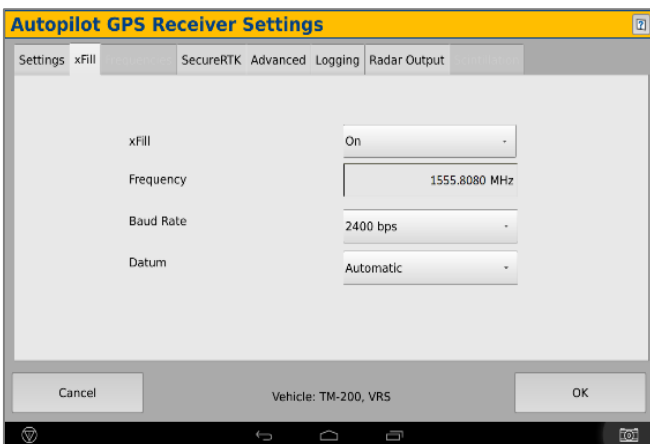 Autopilot GPS Receiver Settings
Settings xFill SecureRTK Advanced Logging Radar Output
xFill On
Frequency 1555.8080 MHz
Baud Rate 2400 bps
Datum Automatic
Cancel Vehicle: TM-200, VRS OK